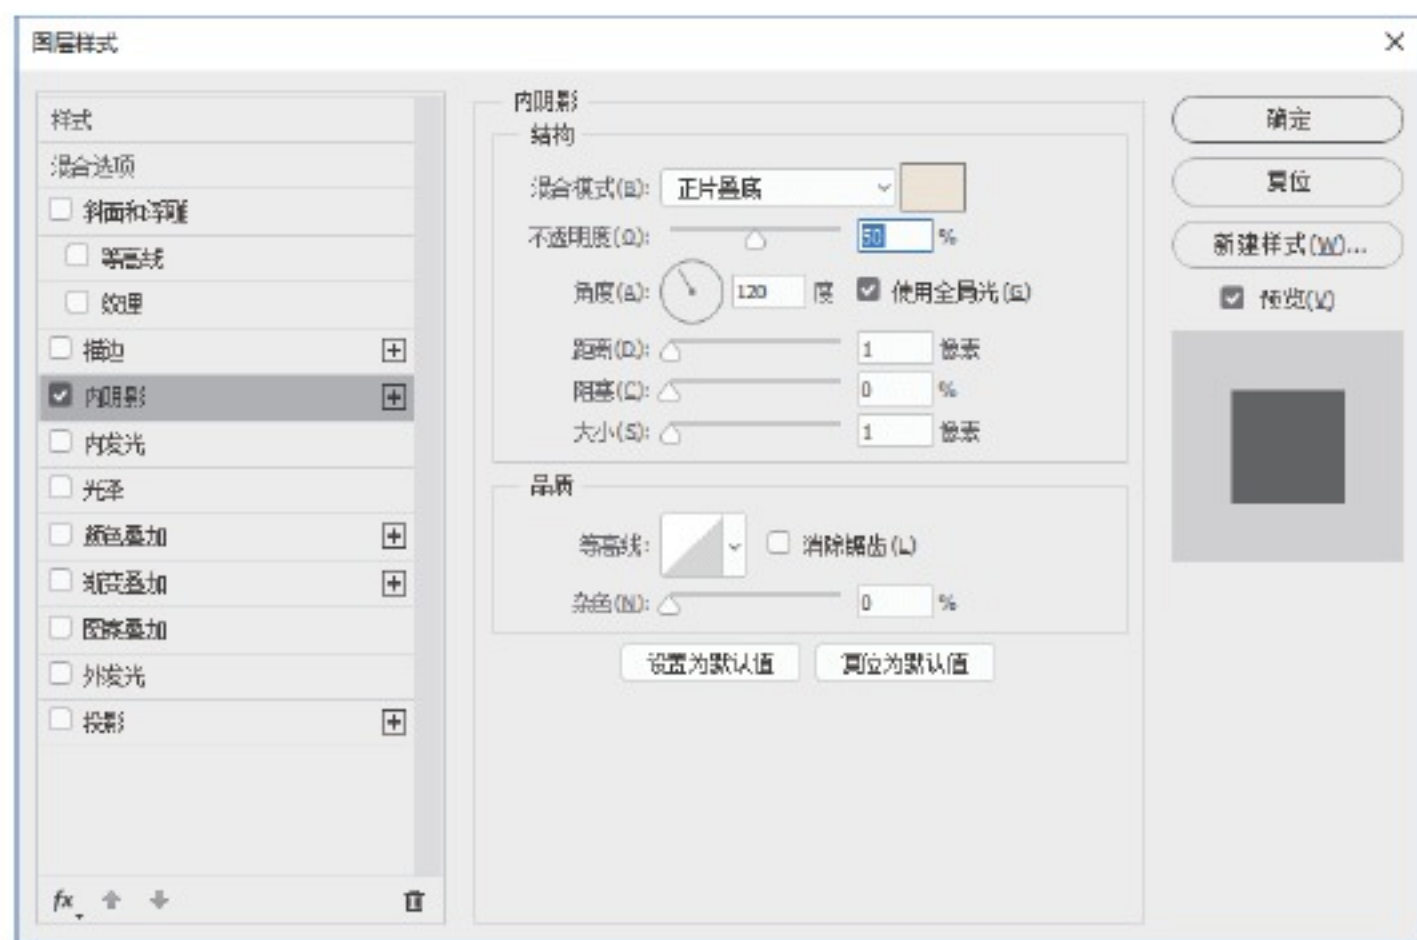 图层样式
样式
混合选项
斜面和浮雕
等高线
纹理
描边
内阴影
内发光
光泽
颜色叠加
渐变叠加
图案叠加
外发光
投影
fx
内阴影
结构
混合模式(B): 正片叠底
不透明度(O): 50 %
角度(A): 120 度 使用全局光(G)
距离(D): 1 像素
阻塞(C): 0 %
大小(S): 1 像素
品质
等高线: 消除锯齿(L)
杂色(N): 0 %
设置为默认值 复位为默认值
确定
复位
新建样式(W)...
预览(V)